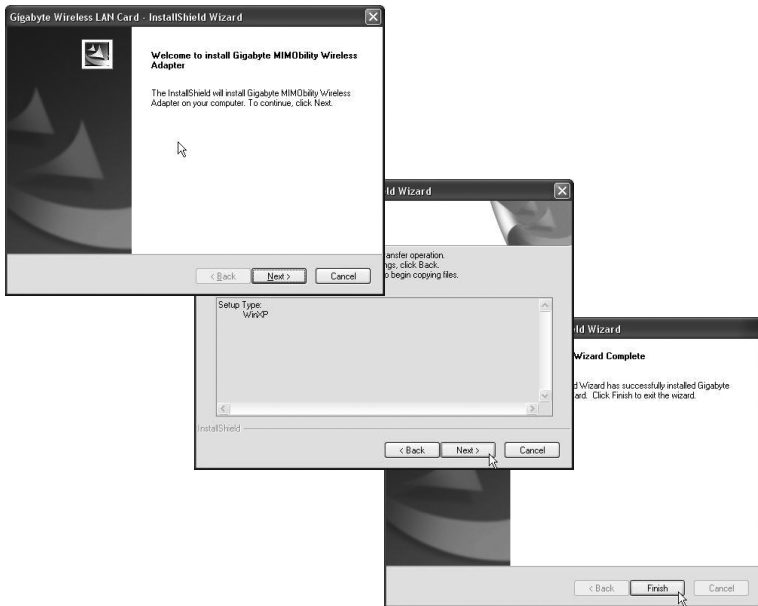 Gigabyte Wireless LAN Card - InstallShield Wizard
Welcome to install Gigabyte MIMObility Wireless
Adapter
The InstallShield will install Gigabyte MIMObility Wireless
Adapter on your computer. To continue, click Next.
< Back
Next >
Cancel
ld Wizard
ansfer operation.
ngs, click Back.
o begin copying files.
Setup Type:
WinXP
InstallShield
< Back
Next >
Cancel
ld Wizard
Wizard Complete
d Wizard has successfully installed Gigabyte
ard. Click Finish to exit the wizard.
< Back
Finish
Cancel